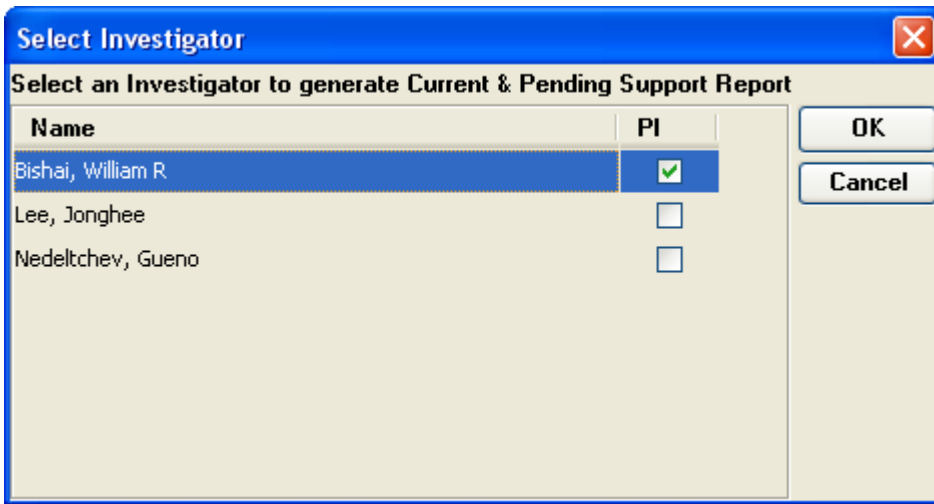 Select Investigator
Select an Investigator to generate Current & Pending Support Report
Name PI
OK
Bishai, William R
Cancel
Lee, Jonghee
Nedeltchev, Gueno